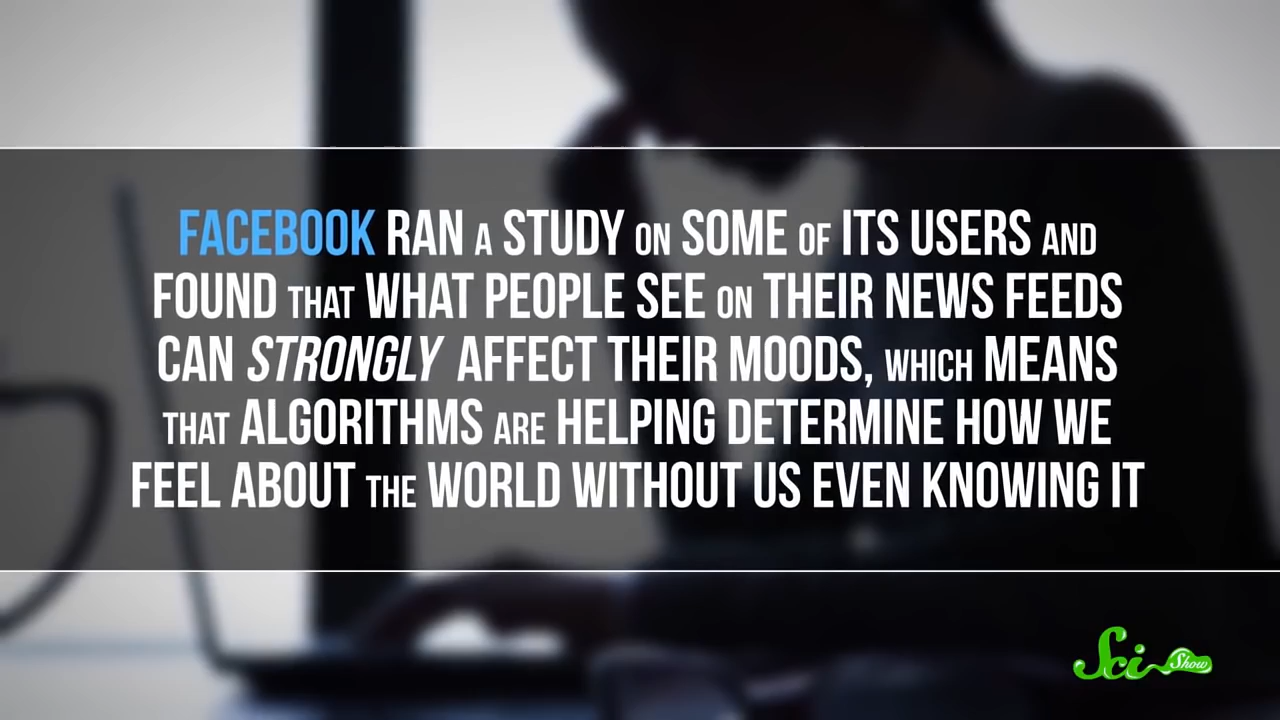 FACEBOOK RAN A STUDY ON SOME OF ITS USERS AND
FOUND THAT WHAT PEOPLE SEE ON THEIR NEWS FEEDS
CAN STRONGLY AFFECT THEIR MOODS, WHICH MEANS
THAT ALGORITHMS ARE HELPING DETERMINE HOW WE
FEEL ABOUT THE WORLD WITHOUT US EVEN KNOWING IT
Sci Show